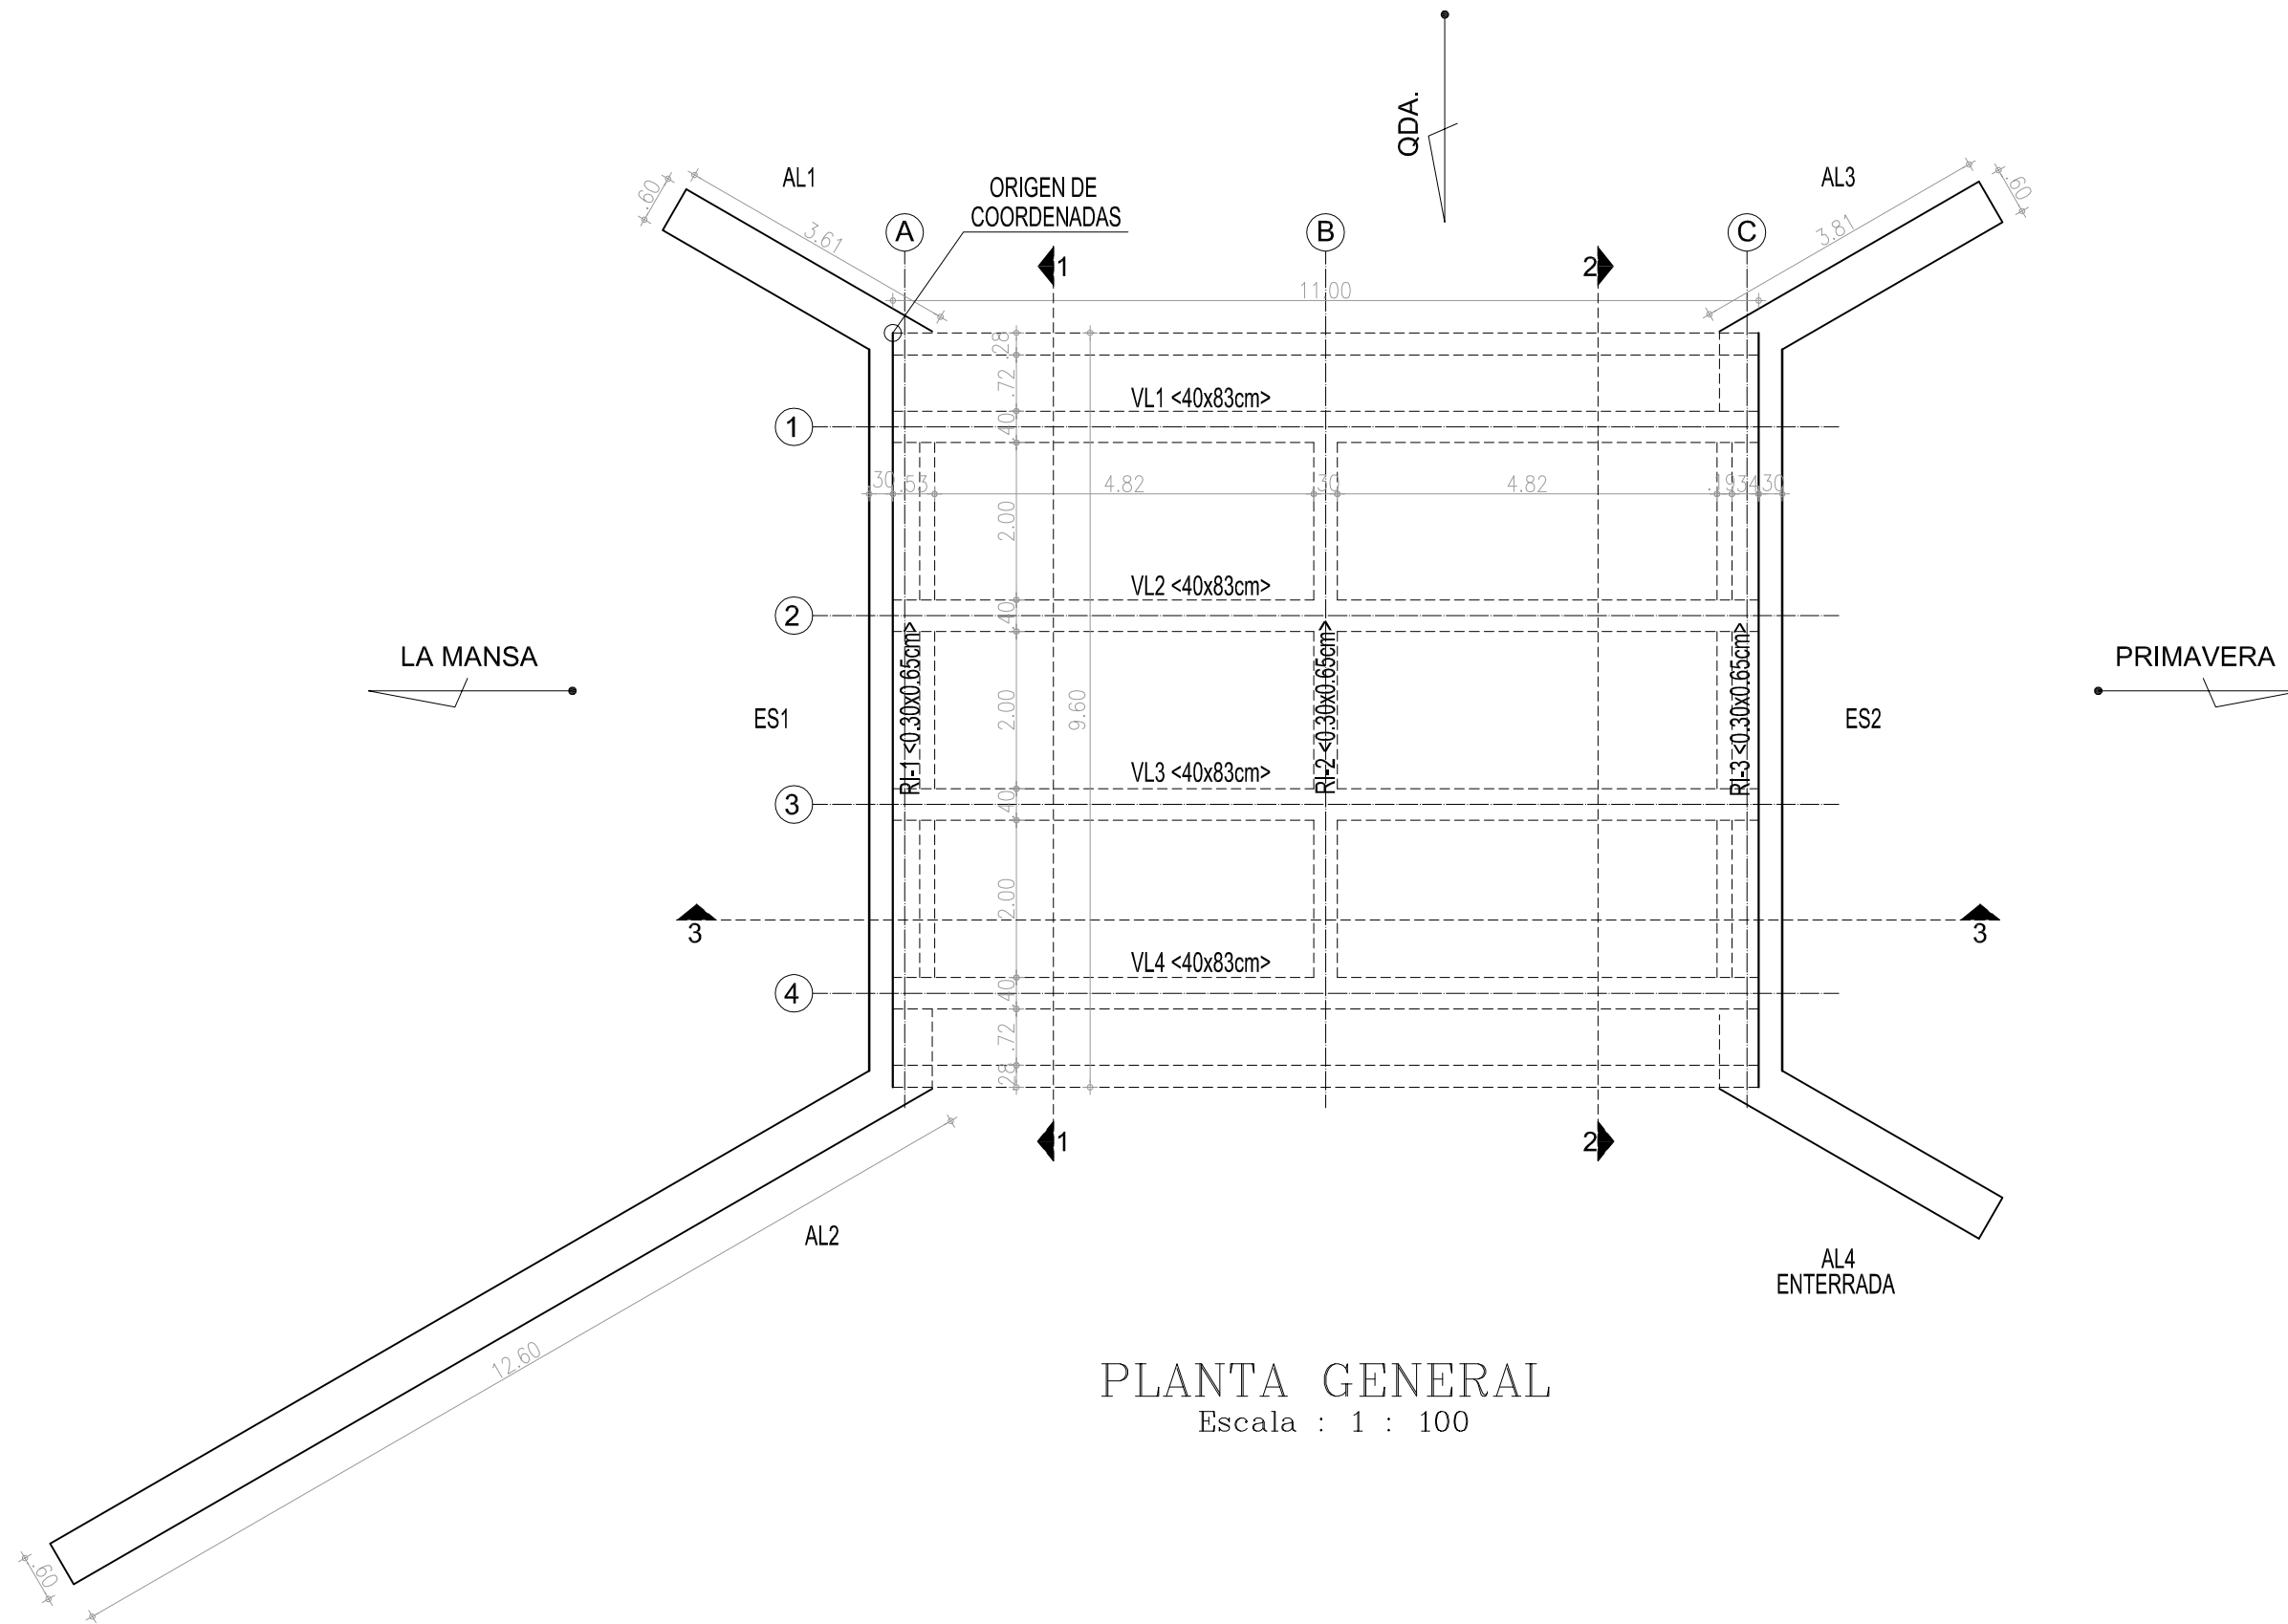 QDA.
AL1
AL3
.60
.60
ORIGEN DE
COORDENADAS
3.61
3.81
A
B
C
1
2
11.00
.28
.72
VL1 <40x83cm>
1
.40
.30
.53
4.82
.30
4.82
.19
.34
.30
2.00
VL2 <40x83cm>
2
.40
LA MANSA
PRIMAVERA
ES1
RI-1 <0.30x0.65cm>
2.00
9.60
RI-2 <0.30x0.65cm>
RI-3 <0.30x0.65cm>
ES2
VL3 <40x83cm>
3
.40
2.00
3
3
VL4 <40x83cm>
4
.40
.72
.28
1
2
AL2
AL4
ENTERRADA
12.60
.60
PLANTA GENERAL
Escala : 1 : 100